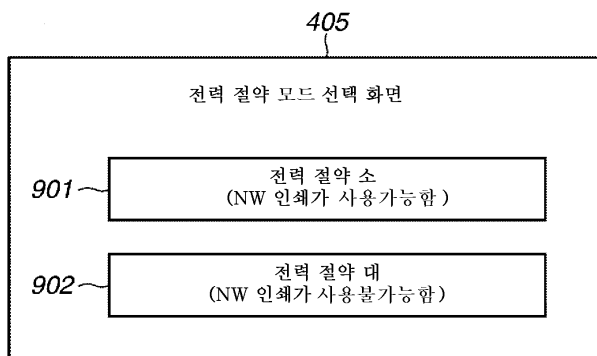 405
전력 절약 모드 선택 화면
901
전력 절약 소
(NW 인쇄가 사용가능함)
902
전력 절약 대
(NW 인쇄가 사용불가능함)